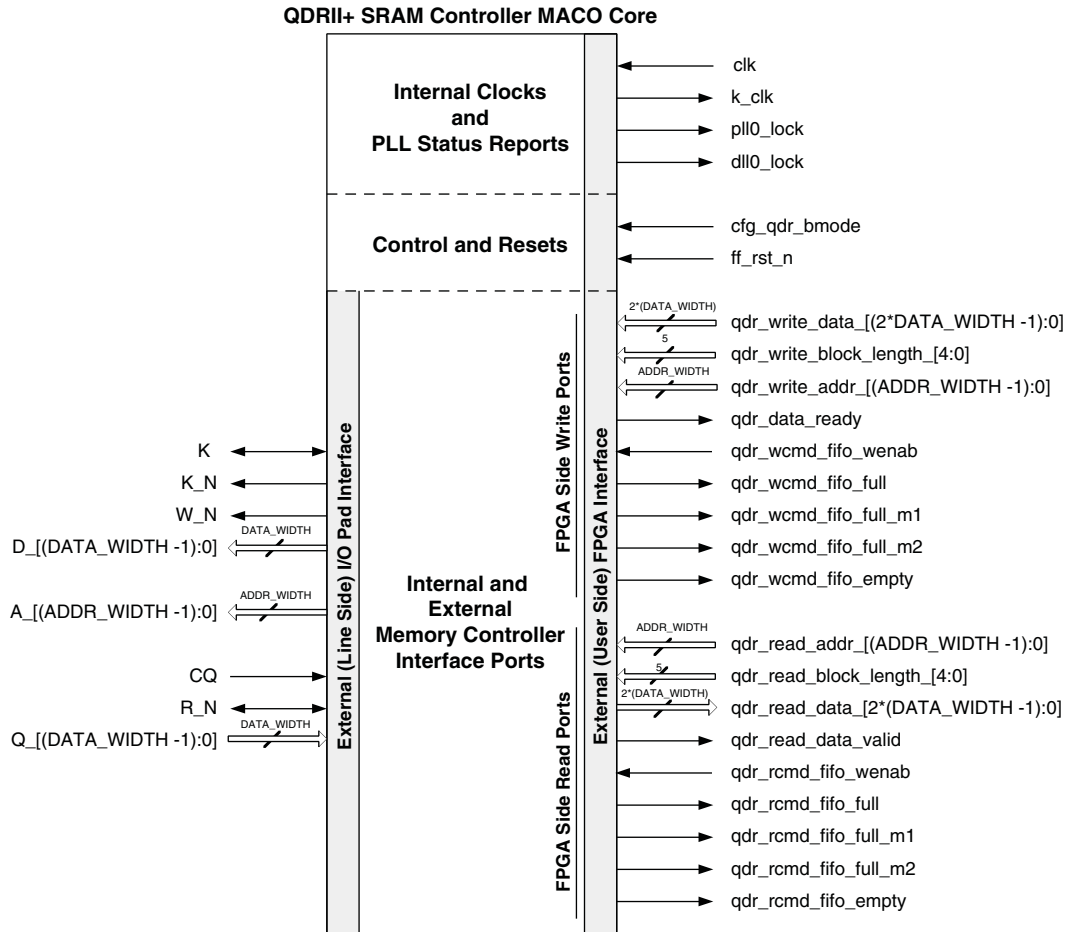 QDRII+ SRAM Controller MACO Core
Internal Clocks
and
PLL Status Reports
clk
k_clk
pll0_lock
dll0_lock
Control and Resets
cfg_qdr_bmode
ff_rst_n
External (Line Side) I/O Pad Interface
K
K_N
W_N
DATA_WIDTH
D_[(DATA_WIDTH -1):0]
ADDR_WIDTH
A_[(ADDR_WIDTH -1):0]
CQ
R_N
DATA_WIDTH
Q_[(DATA_WIDTH -1):0]
Internal and
External
Memory Controller
Interface Ports
FPGA Side Write Ports
FPGA Side Read Ports
External (User Side) FPGA Interface
2*(DATA_WIDTH)
qdr_write_data_[(2*DATA_WIDTH -1):0]
5
qdr_write_block_length_[4:0]
ADDR_WIDTH
qdr_write_addr_[(ADDR_WIDTH -1):0]
qdr_data_ready
qdr_wcmd_fifo_wenab
qdr_wcmd_fifo_full
qdr_wcmd_fifo_full_m1
qdr_wcmd_fifo_full_m2
qdr_wcmd_fifo_empty
ADDR_WIDTH
qdr_read_addr_[(ADDR_WIDTH -1):0]
5
qdr_read_block_length_[4:0]
2*(DATA_WIDTH)
qdr_read_data_[2*(DATA_WIDTH -1):0]
qdr_read_data_valid
qdr_rcmd_fifo_wenab
qdr_rcmd_fifo_full
qdr_rcmd_fifo_full_m1
qdr_rcmd_fifo_full_m2
qdr_rcmd_fifo_empty